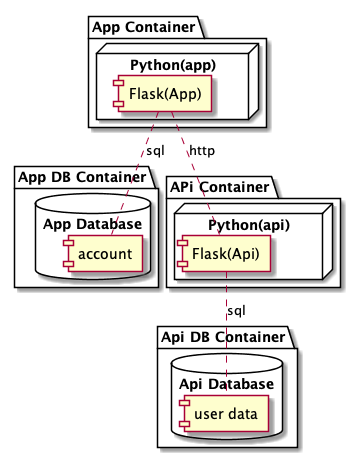 App Container
Python(app)
Flask(App)
sql
http
App DB Container
App Database
account
APi Container
Python(api)
Flask(Api)
sql
Api DB Container
Api Database
user data